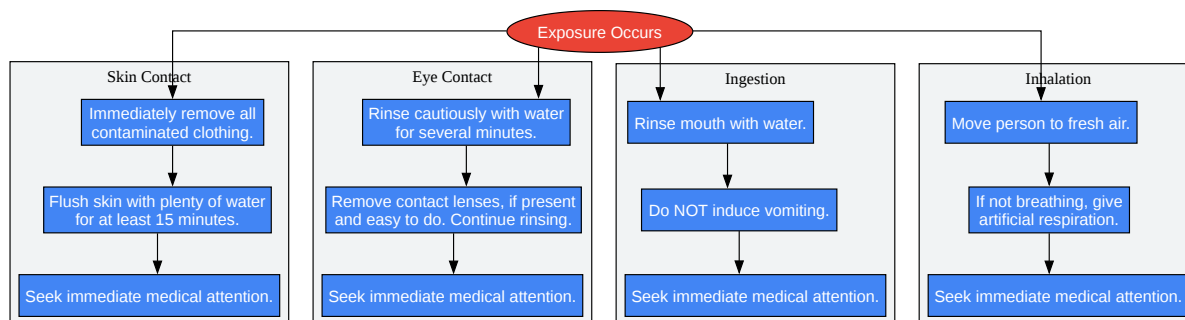 Exposure Occurs
Skin Contact
Immediately remove all
contaminated clothing.
Flush skin with plenty of water
for at least 15 minutes.
Seek immediate medical attention.
Eye Contact
Rinse cautiously with water
for several minutes.
Remove contact lenses, if present
and easy to do. Continue rinsing.
Seek immediate medical attention.
Ingestion
Rinse mouth with water.
Do NOT induce vomiting.
Seek immediate medical attention.
Inhalation
Move person to fresh air.
If not breathing, give
artificial respiration.
Seek immediate medical attention.